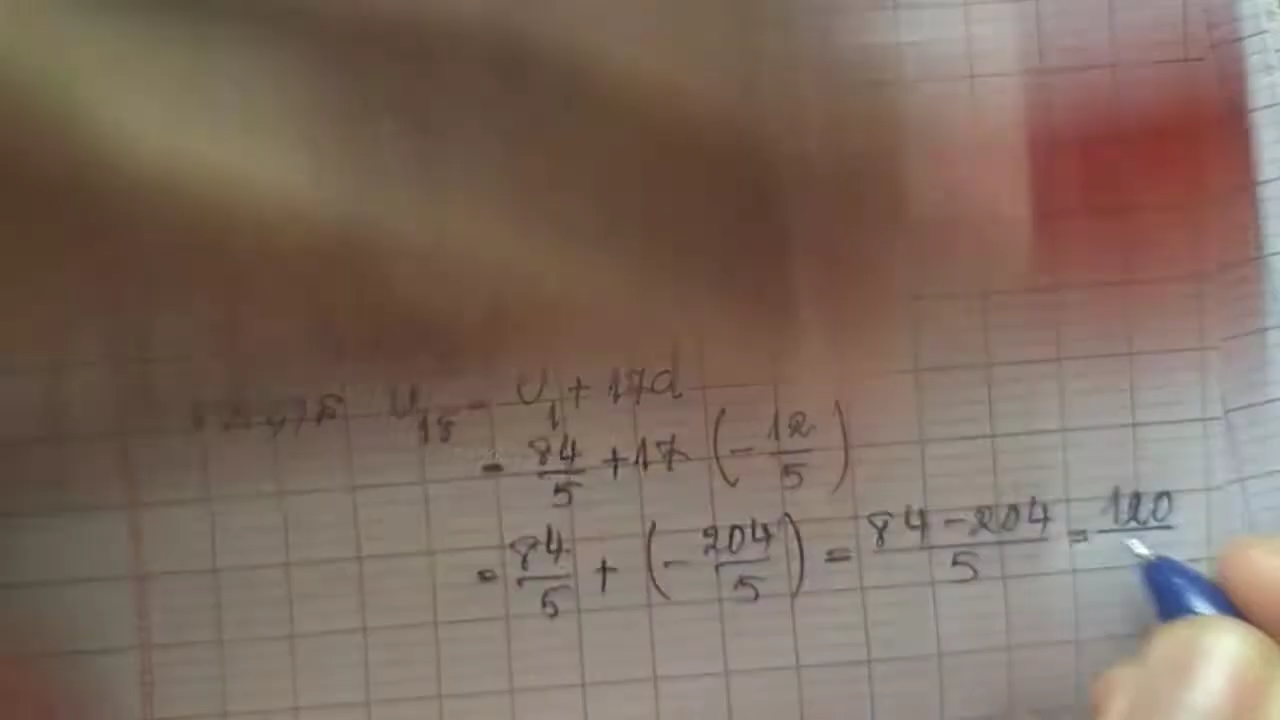 U₁₈ = U₁ + 17d
= 84/5 + 17 (-12/5)
= 84/5 + (-204/5) = 84-204/5 = 120